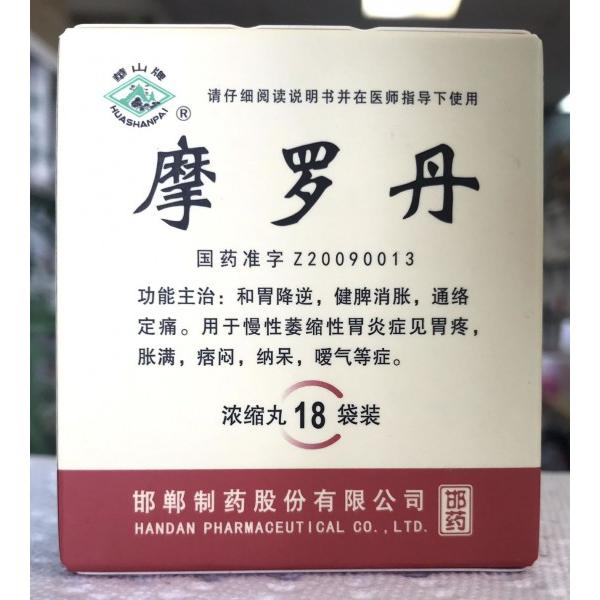 華山牌
HUASHANPAI
®
请仔细阅读说明书并在医师指导下使用
摩罗丹
国药准字 Z20090013
功能主治：和胃降逆，健脾消胀，通络
定痛。用于慢性萎缩性胃炎症见胃疼，
胀满，痞闷，纳呆，嗳气等症。
浓缩丸 18 袋装
邯郸制药股份有限公司
HANDAN PHARMACEUTICAL CO., LTD.
邯药